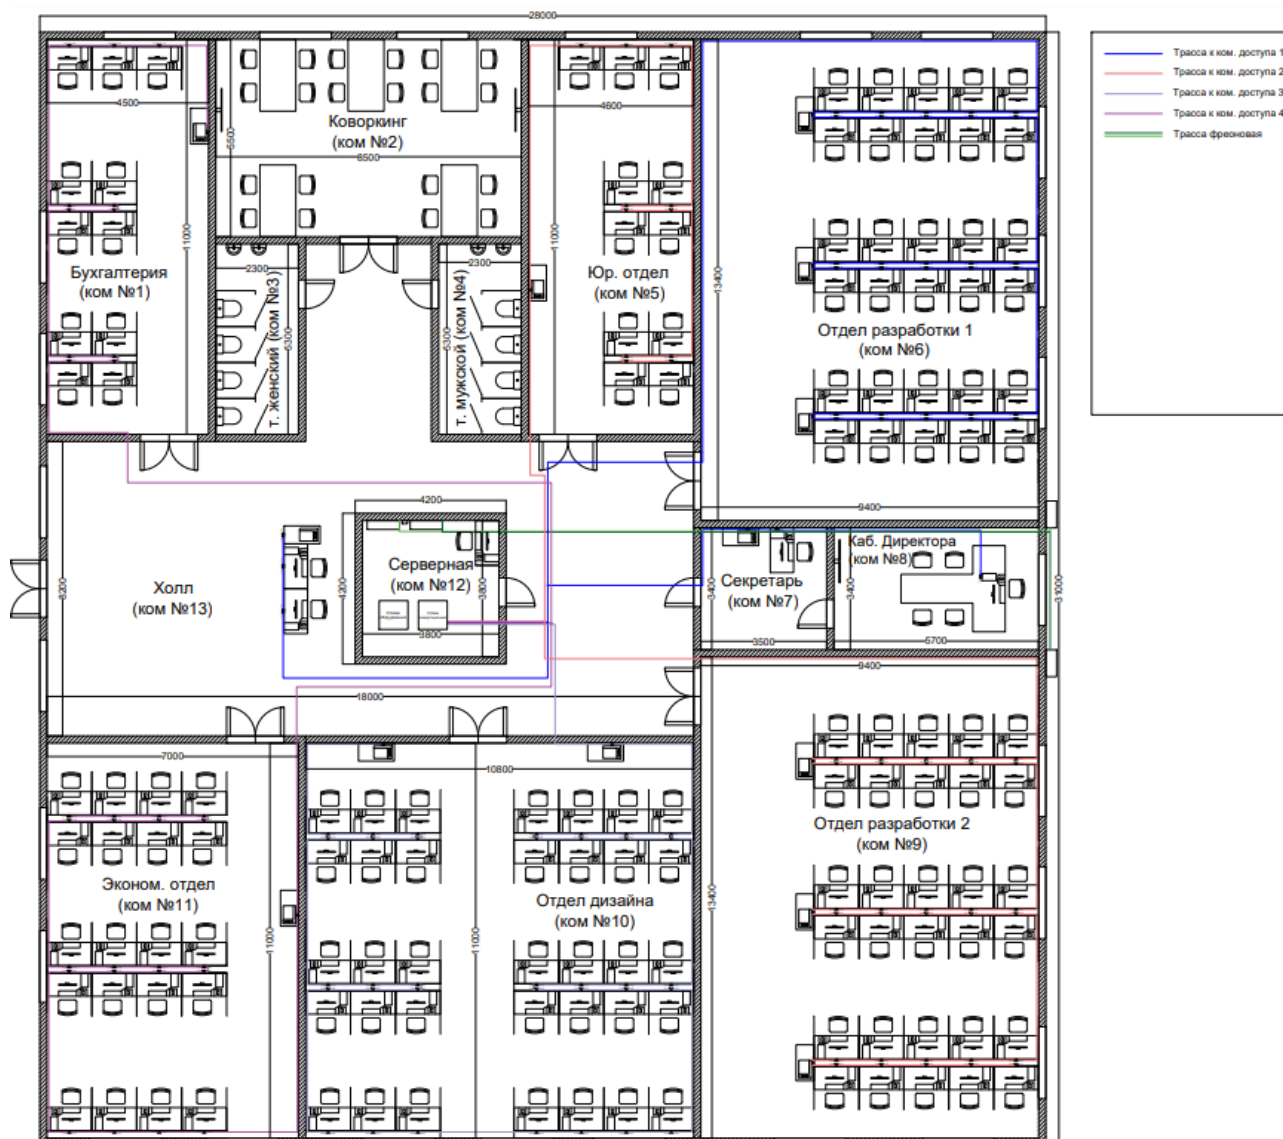 28000
Трасса к ком. доступа 1
Трасса к ком. доступа 2
Трасса к ком. доступа 3
Трасса к ком. доступа 4
Трасса фреоновая
4500
Коворкинг
(ком №2)
5500
6500
4600
11000
11000
13400
Бухгалтерия
(ком №1)
2300
т. женский (ком №3)
5300
2300
т. мужской (ком №4)
5300
Юр. отдел
(ком №5)
Отдел разработки 1
(ком №6)
9400
4200
Серверная
(ком №12)
4200
3800
3800
Холл
(ком №13)
8200
18000
Секретарь
(ком №7)
3400
3500
Каб. Директора
(ком №8)
3400
5700
31000
9400
7000
10800
13400
Отдел разработки 2
(ком №9)
Эконом. отдел
(ком №11)
11000
Отдел дизайна
(ком №10)
11000